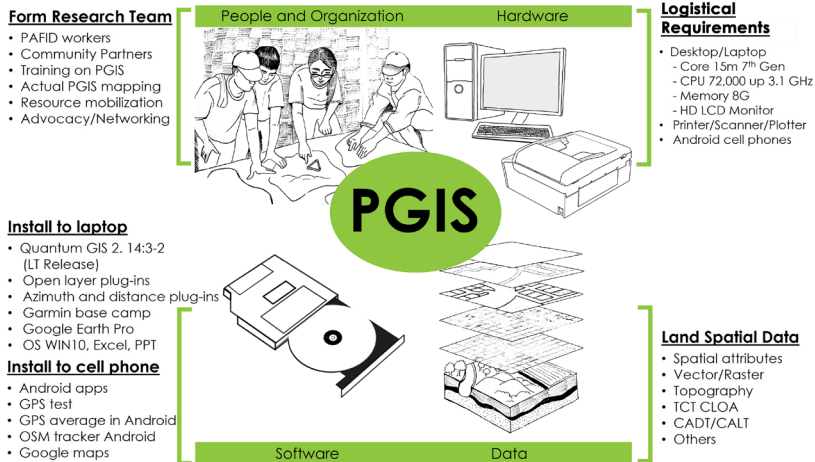 Form Research Team
• PAFID workers
• Community Partners
• Training on PGIS
• Actual PGIS mapping
• Resource mobilization
• Advocacy/Networking
People and Organization
Hardware
Logistical
Requirements
• Desktop/Laptop
- Core 15m 7th Gen
- CPU 72,000 up 3.1 GHz
- Memory 8G
- HD LCD Monitor
• Printer/Scanner/Plotter
• Android cell phones
PGIS
Install to laptop
• Quantum GIS 2. 14:3-2
(LT Release)
• Open layer plug-ins
• Azimuth and distance plug-ins
• Garmin base camp
• Google Earth Pro
• OS WIN10, Excel, PPT
Install to cell phone
• Android apps
• GPS test
• GPS average in Android
• OSM tracker Android
• Google maps
Software
Data
Land Spatial Data
• Spatial attributes
• Vector/Raster
• Topography
• TCT CLOA
• CADT/CALT
• Others